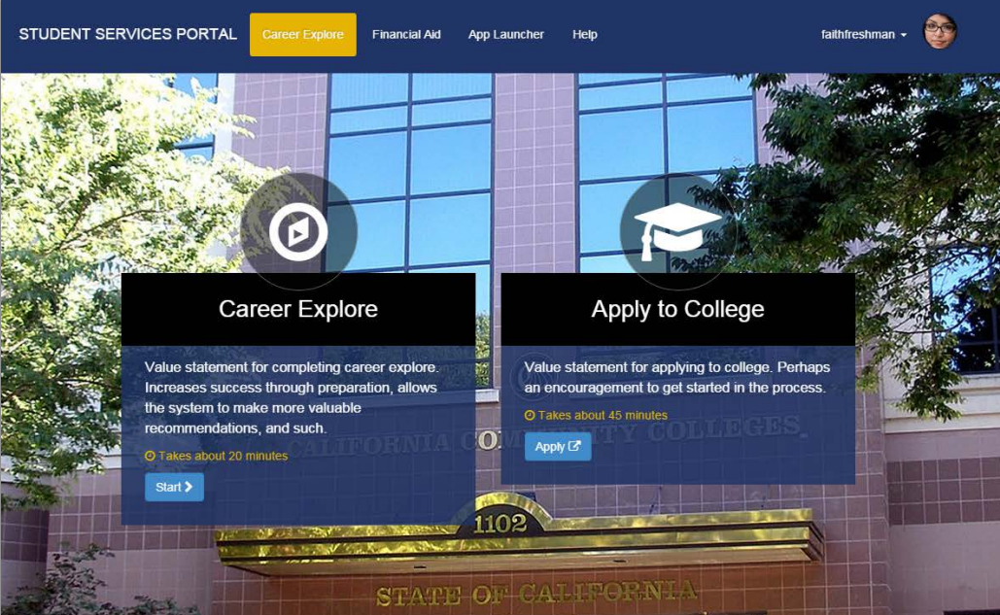 STUDENT SERVICES PORTAL Career Explore Financial Aid App Launcher Help faithfreshman
Career Explore
Value statement for completing career explore.
Increases success through preparation, allows
the system to make more valuable
recommendations, and such.
Takes about 20 minutes
Start
Apply to College
Value statement for applying to college. Perhaps
an encouragement to get started in the process.
Takes about 45 minutes
Apply
CALIFORNIA COMMUNITY COLLEGES
1102
STATE OF CALIFORNIA